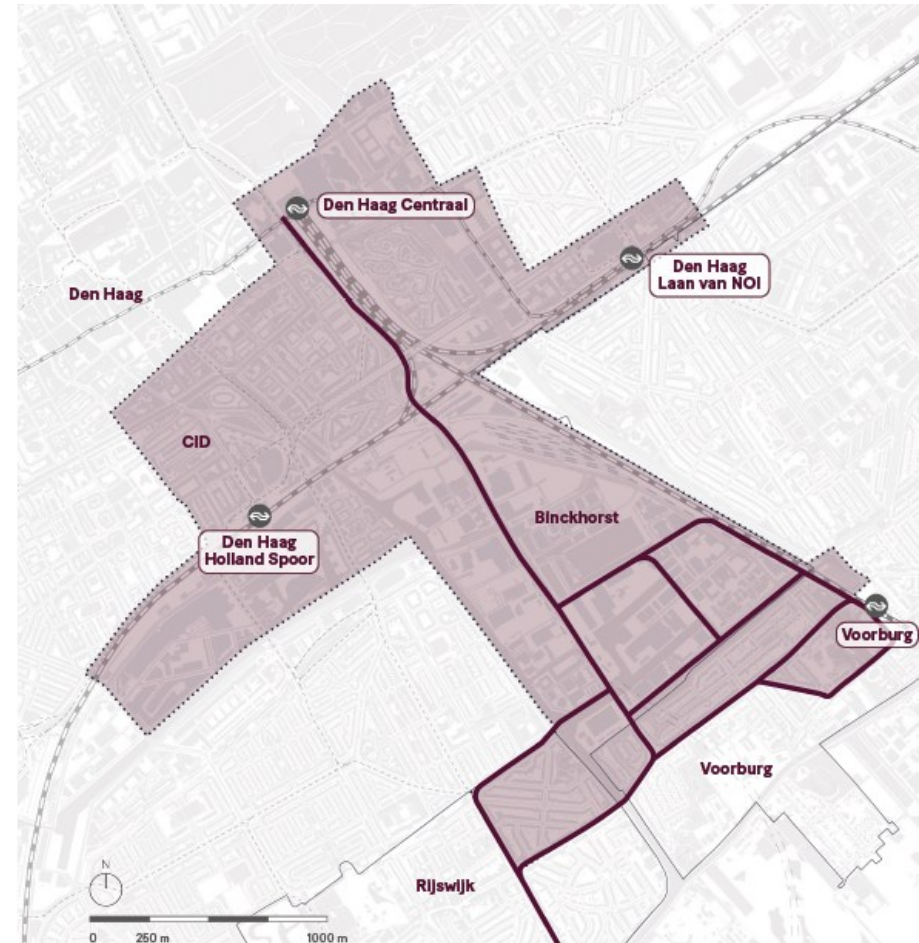 Den Haag Centraal
Den Haag
Laan van NOI
Den Haag
CID
Binckhorst
Den Haag
Holland Spoor
Voorburg
Voorburg
Rijswijk
N
0 250 m 1000 m